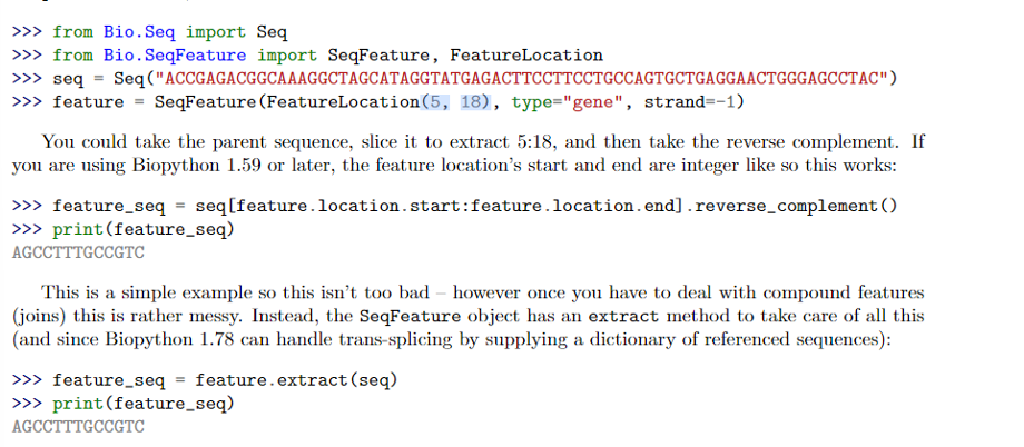 >>> from Bio.Seq import Seq
>>> from Bio.SeqFeature import SeqFeature, FeatureLocation
>>> seq = Seq("ACCGAGACGGCAAAGGCTAGCATAGGTATGAGACTTCCTTCCTGCCAGTGCTGAGGAACTGGGAGCCTAC")
>>> feature = SeqFeature(FeatureLocation(5, 18), type="gene", strand=-1)
You could take the parent sequence, slice it to extract 5:18, and then take the reverse complement. If
you are using Biopython 1.59 or later, the feature location's start and end are integer like so this works:
>>> feature_seq = seq[feature.location.start:feature.location.end].reverse_complement()
>>> print(feature_seq)
AGCCTTTGCCGTC
This is a simple example so this isn't too bad – however once you have to deal with compound features
(joins) this is rather messy. Instead, the SeqFeature object has an extract method to take care of all this
(and since Biopython 1.78 can handle trans-splicing by supplying a dictionary of referenced sequences):
>>> feature_seq = feature.extract(seq)
>>> print(feature_seq)
AGCCTTTGCCGTC